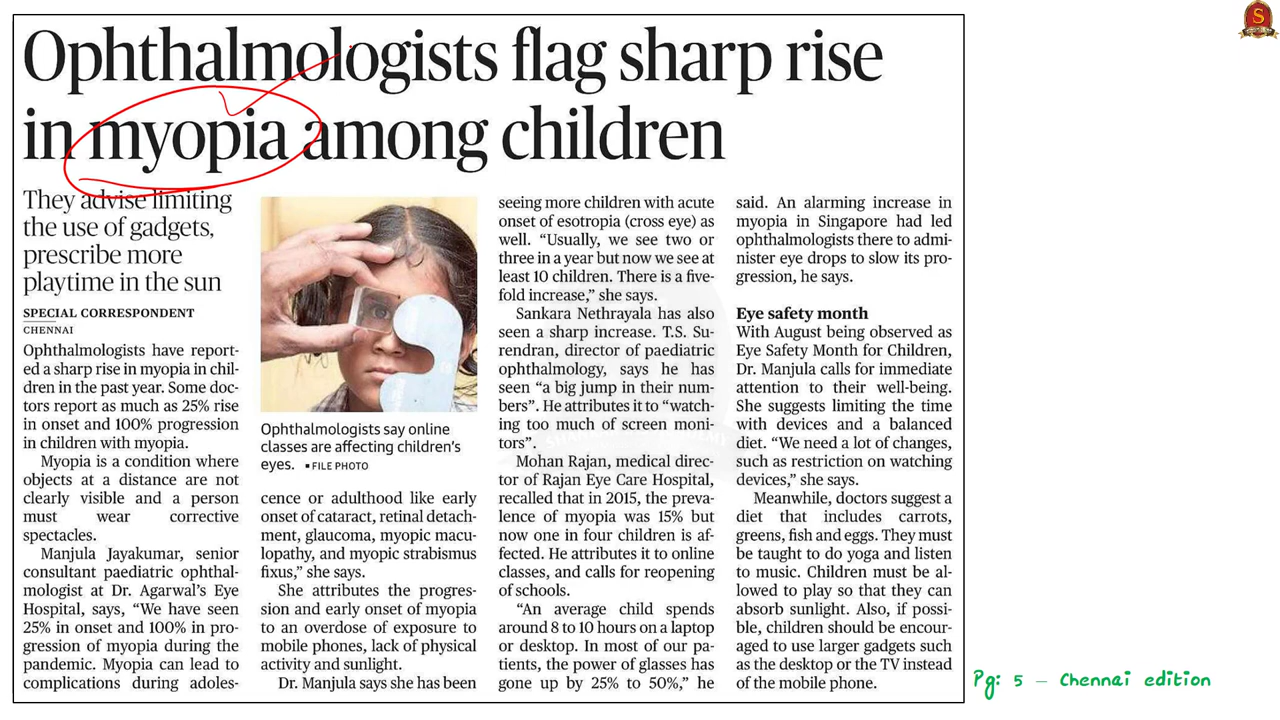 Ophthalmologists flag sharp rise
in myopia among children
They advise limiting
the use of gadgets,
prescribe more
playtime in the sun
SPECIAL CORRESPONDENT
CHENNAI
Ophthalmologists have report-
ed a sharp rise in myopia in chil-
dren in the past year. Some doc-
tors report as much as 25% rise
in onset and 100% progression
in children with myopia.
Myopia is a condition where
objects at a distance are not
clearly visible and a person
must wear corrective
spectacles.
Manjula Jayakumar, senior
consultant paediatric ophthal-
mologist at Dr. Agarwal's Eye
Hospital, says, "We have seen
25% in onset and 100% in pro-
gression of myopia during the
pandemic. Myopia can lead to
complications during adoles-
Ophthalmologists say online
classes are affecting children's
eyes. ▪ FILE PHOTO
cence or adulthood like early
onset of cataract, retinal detach-
ment, glaucoma, myopic macu-
lopathy, and myopic strabismus
fixus," she says.
She attributes the progres-
sion and early onset of myopia
to an overdose of exposure to
mobile phones, lack of physical
activity and sunlight.
Dr. Manjula says she has been
seeing more children with acute
onset of esotropia (cross eye) as
well. "Usually, we see two or
three in a year but now we see at
least 10 children. There is a five-
fold increase," she says.
Sankara Nethrayala has also
seen a sharp increase. T.S. Su-
rendran, director of paediatric
ophthalmology, says he has
seen "a big jump in their num-
bers". He attributes it to "watch-
ing too much of screen moni-
tors".
Mohan Rajan, medical direc-
tor of Rajan Eye Care Hospital,
recalled that in 2015, the preva-
lence of myopia was 15% but
now one in four children is af-
fected. He attributes it to online
classes, and calls for reopening
of schools.
"An average child spends
around 8 to 10 hours on a laptop
or desktop. In most of our pa-
tients, the power of glasses has
gone up by 25% to 50%," he
said. An alarming increase in
myopia in Singapore had led
ophthalmologists there to admi-
nister eye drops to slow its pro-
gression, he says.
Eye safety month
With August being observed as
Eye Safety Month for Children,
Dr. Manjula calls for immediate
attention to their well-being.
She suggests limiting the time
with devices and a balanced
diet. "We need a lot of changes,
such as restriction on watching
devices," she says.
Meanwhile, doctors suggest a
diet that includes carrots,
greens, fish and eggs. They must
be taught to do yoga and listen
to music. Children must be al-
lowed to play so that they can
absorb sunlight. Also, if possi-
ble, children should be encour-
aged to use larger gadgets such
as the desktop or the TV instead
of the mobile phone.
Pg: 5 – Chennai edition